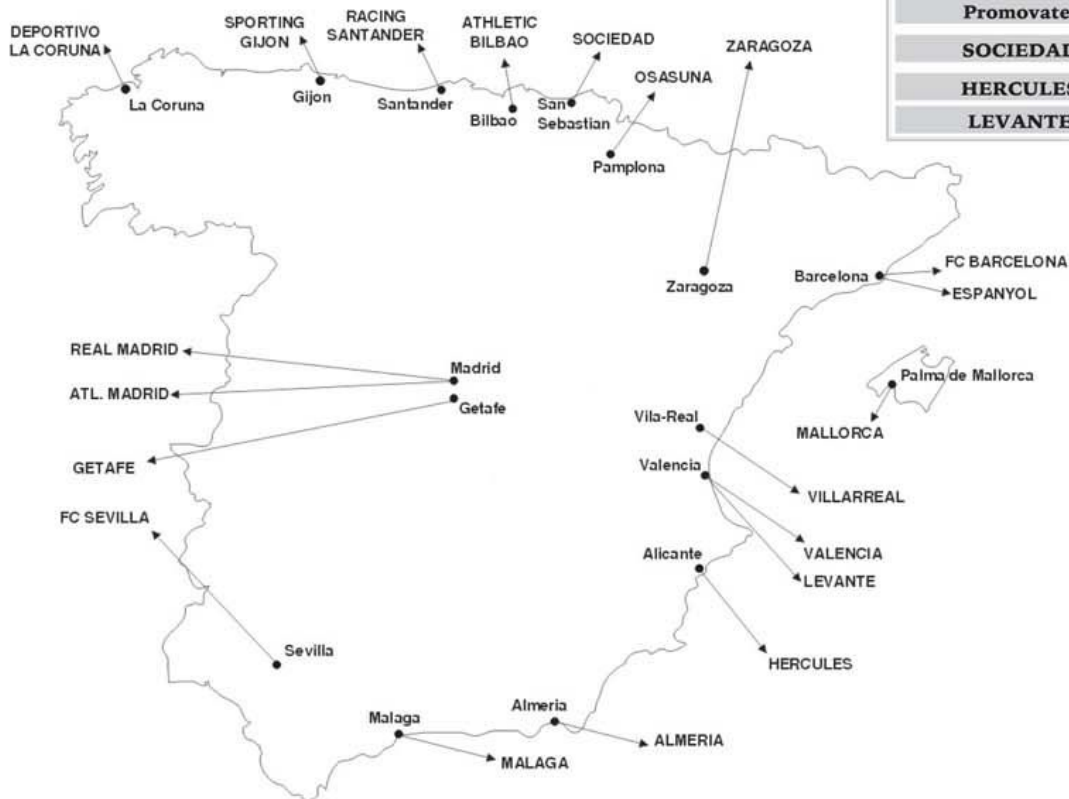 DEPORTIVO
LA CORUNA
SPORTING
GIJON
RACING
SANTANDER
ATHLETIC
BILBAO
SOCIEDAD
ZARAGOZA
OSASUNA
La Coruna
Gijon
Santander
Bilbao
San
Sebastian
Pamplona
Promovate
SOCIEDAD
HERCULES
LEVANTE
Zaragoza
Barcelona
FC BARCELONA
ESPANYOL
REAL MADRID
ATL. MADRID
GETAFE
Madrid
Getafe
Palma de Mallorca
MALLORCA
Vila-Real
Valencia
VILLARREAL
VALENCIA
LEVANTE
FC SEVILLA
Alicante
HERCULES
Sevilla
Malaga
MALAGA
Almeria
ALMERIA